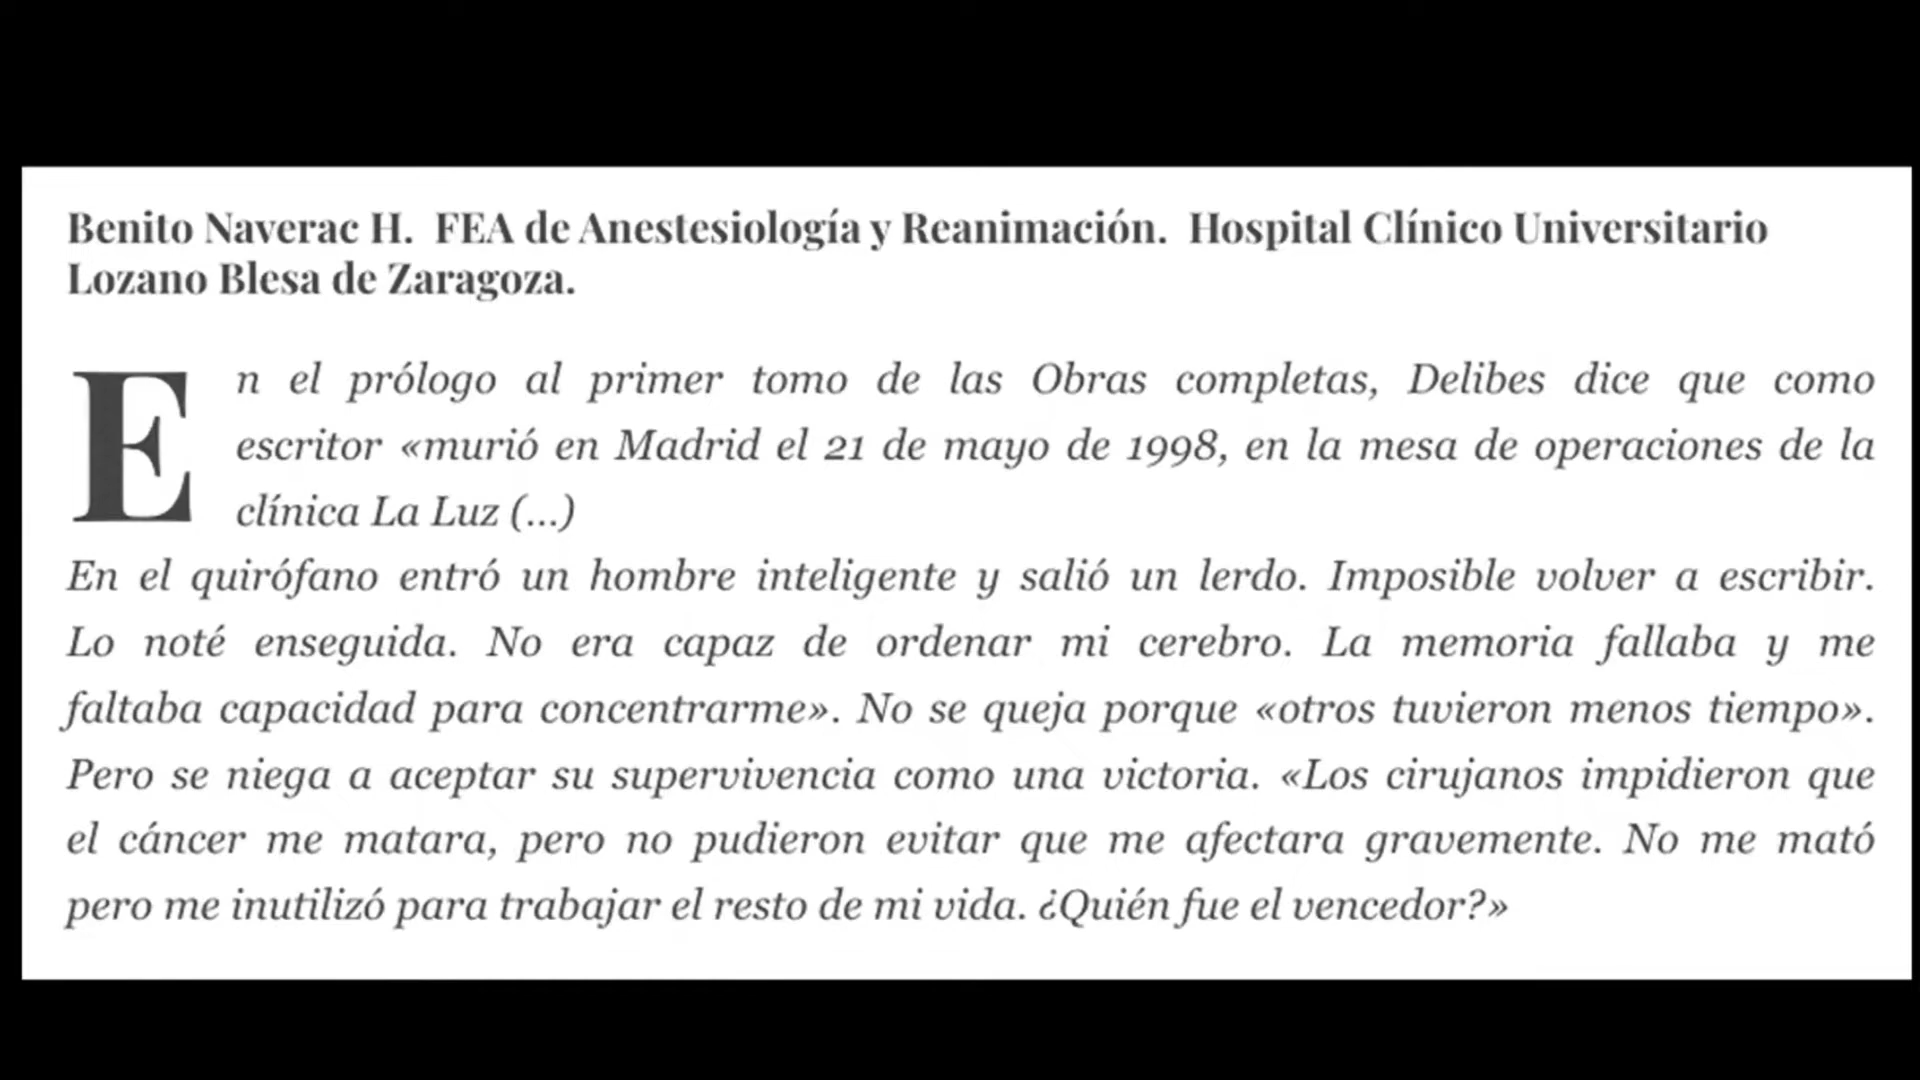 Benito Naverac H. FEA de Anestesiología y Reanimación. Hospital Clínico Universitario
Lozano Blesa de Zaragoza.
En el prólogo al primer tomo de las Obras completas, Delibes dice que como
escritor «murió en Madrid el 21 de mayo de 1998, en la mesa de operaciones de la
clínica La Luz (...)
En el quirófano entró un hombre inteligente y salió un lerdo. Imposible volver a escribir.
Lo noté enseguida. No era capaz de ordenar mi cerebro. La memoria fallaba y me
faltaba capacidad para concentrarme». No se queja porque «otros tuvieron menos tiempo».
Pero se niega a aceptar su supervivencia como una victoria. «Los cirujanos impidieron que
el cáncer me matara, pero no pudieron evitar que me afectara gravemente. No me mató
pero me inutilizó para trabajar el resto de mi vida. ¿Quién fue el vencedor?»